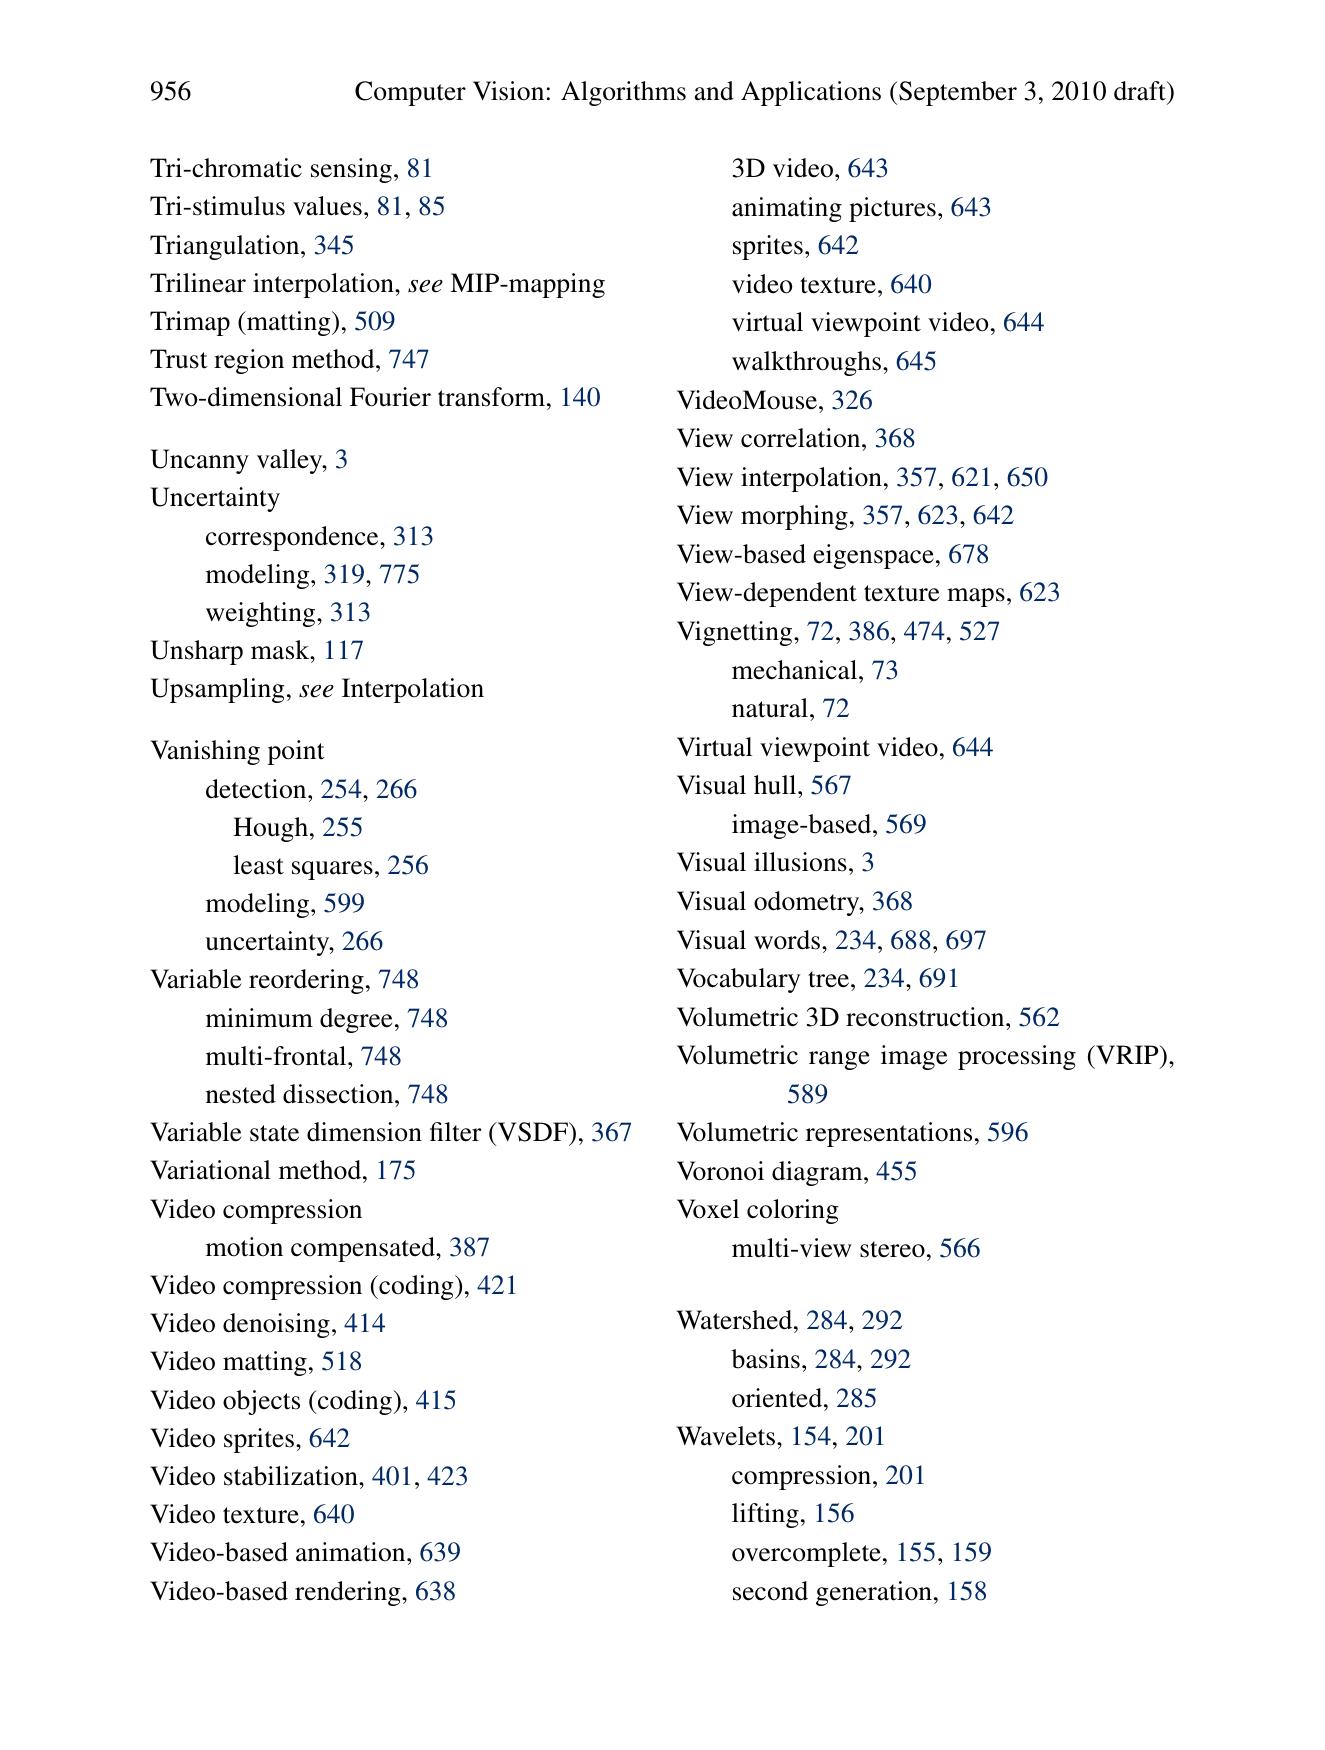 956 Computer Vision: Algorithms and Applications (September 3, 2010 draft)
Tri-chromatic sensing, 81
Tri-stimulus values, 81, 85
Triangulation, 345
Trilinear interpolation, see MIP-mapping
Trimap (matting), 509
Trust region method, 747
Two-dimensional Fourier transform, 140
Uncanny valley, 3
Uncertainty
correspondence, 313
modeling, 319, 775
weighting, 313
Unsharp mask, 117
Upsampling, see Interpolation
Vanishing point
detection, 254, 266
Hough, 255
least squares, 256
modeling, 599
uncertainty, 266
Variable reordering, 748
minimum degree, 748
multi-frontal, 748
nested dissection, 748
Variable state dimension filter (VSDF), 367
Variational method, 175
Video compression
motion compensated, 387
Video compression (coding), 421
Video denoising, 414
Video matting, 518
Video objects (coding), 415
Video sprites, 642
Video stabilization, 401, 423
Video texture, 640
Video-based animation, 639
Video-based rendering, 638
3D video, 643
animating pictures, 643
sprites, 642
video texture, 640
virtual viewpoint video, 644
walkthroughs, 645
VideoMouse, 326
View correlation, 368
View interpolation, 357, 621, 650
View morphing, 357, 623, 642
View-based eigenspace, 678
View-dependent texture maps, 623
Vignetting, 72, 386, 474, 527
mechanical, 73
natural, 72
Virtual viewpoint video, 644
Visual hull, 567
image-based, 569
Visual illusions, 3
Visual odometry, 368
Visual words, 234, 688, 697
Vocabulary tree, 234, 691
Volumetric 3D reconstruction, 562
Volumetric range image processing (VRIP),
589
Volumetric representations, 596
Voronoi diagram, 455
Voxel coloring
multi-view stereo, 566
Watershed, 284, 292
basins, 284, 292
oriented, 285
Wavelets, 154, 201
compression, 201
lifting, 156
overcomplete, 155, 159
second generation, 158